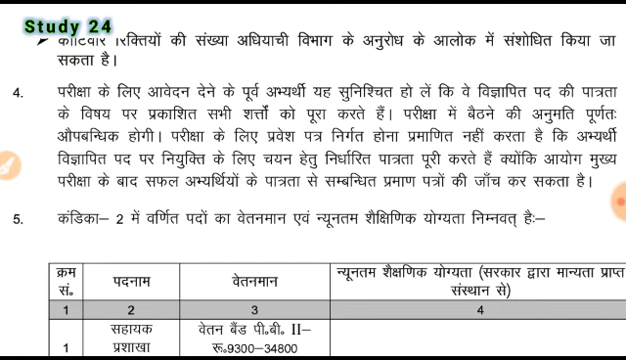 Study 24
➤ कोटिवार रिक्तियों की संख्या अधियाची विभाग के अनुरोध के आलोक में संशोधित किया जा
सकता है।
4. परीक्षा के लिए आवेदन देने के पूर्व अभ्यर्थी यह सुनिश्चित हो लें कि वे विज्ञापित पद की पात्रता
के विषय पर प्रकाशित सभी शर्त्तों को पूरा करते हैं। परीक्षा में बैठने की अनुमति पूर्णतः
औपबन्धिक होगी। परीक्षा के लिए प्रवेश पत्र निर्गत होना प्रमाणित नहीं करता है कि अभ्यर्थी
विज्ञापित पद पर नियुक्ति के लिए चयन हेतु निर्धारित पात्रता पूरी करते हैं क्योंकि आयोग मुख्य
परीक्षा के बाद सफल अभ्यर्थियों के पात्रता से सम्बन्धित प्रमाण पत्रों की जाँच कर सकता है।
5. कंडिका– 2 में वर्णित पदों का वेतनमान एवं न्यूनतम शैक्षिणिक योग्यता निम्नवत् है:–
क्रम सं० पदनाम वेतनमान न्यूनतम शैक्षणिक योग्यता (सरकार द्वारा मान्यता प्राप्त
संस्थान से)
1 2 3 4
सहायक वेतन बैंड पी०बी० II–
1 प्रशाखा रू०9300–34800